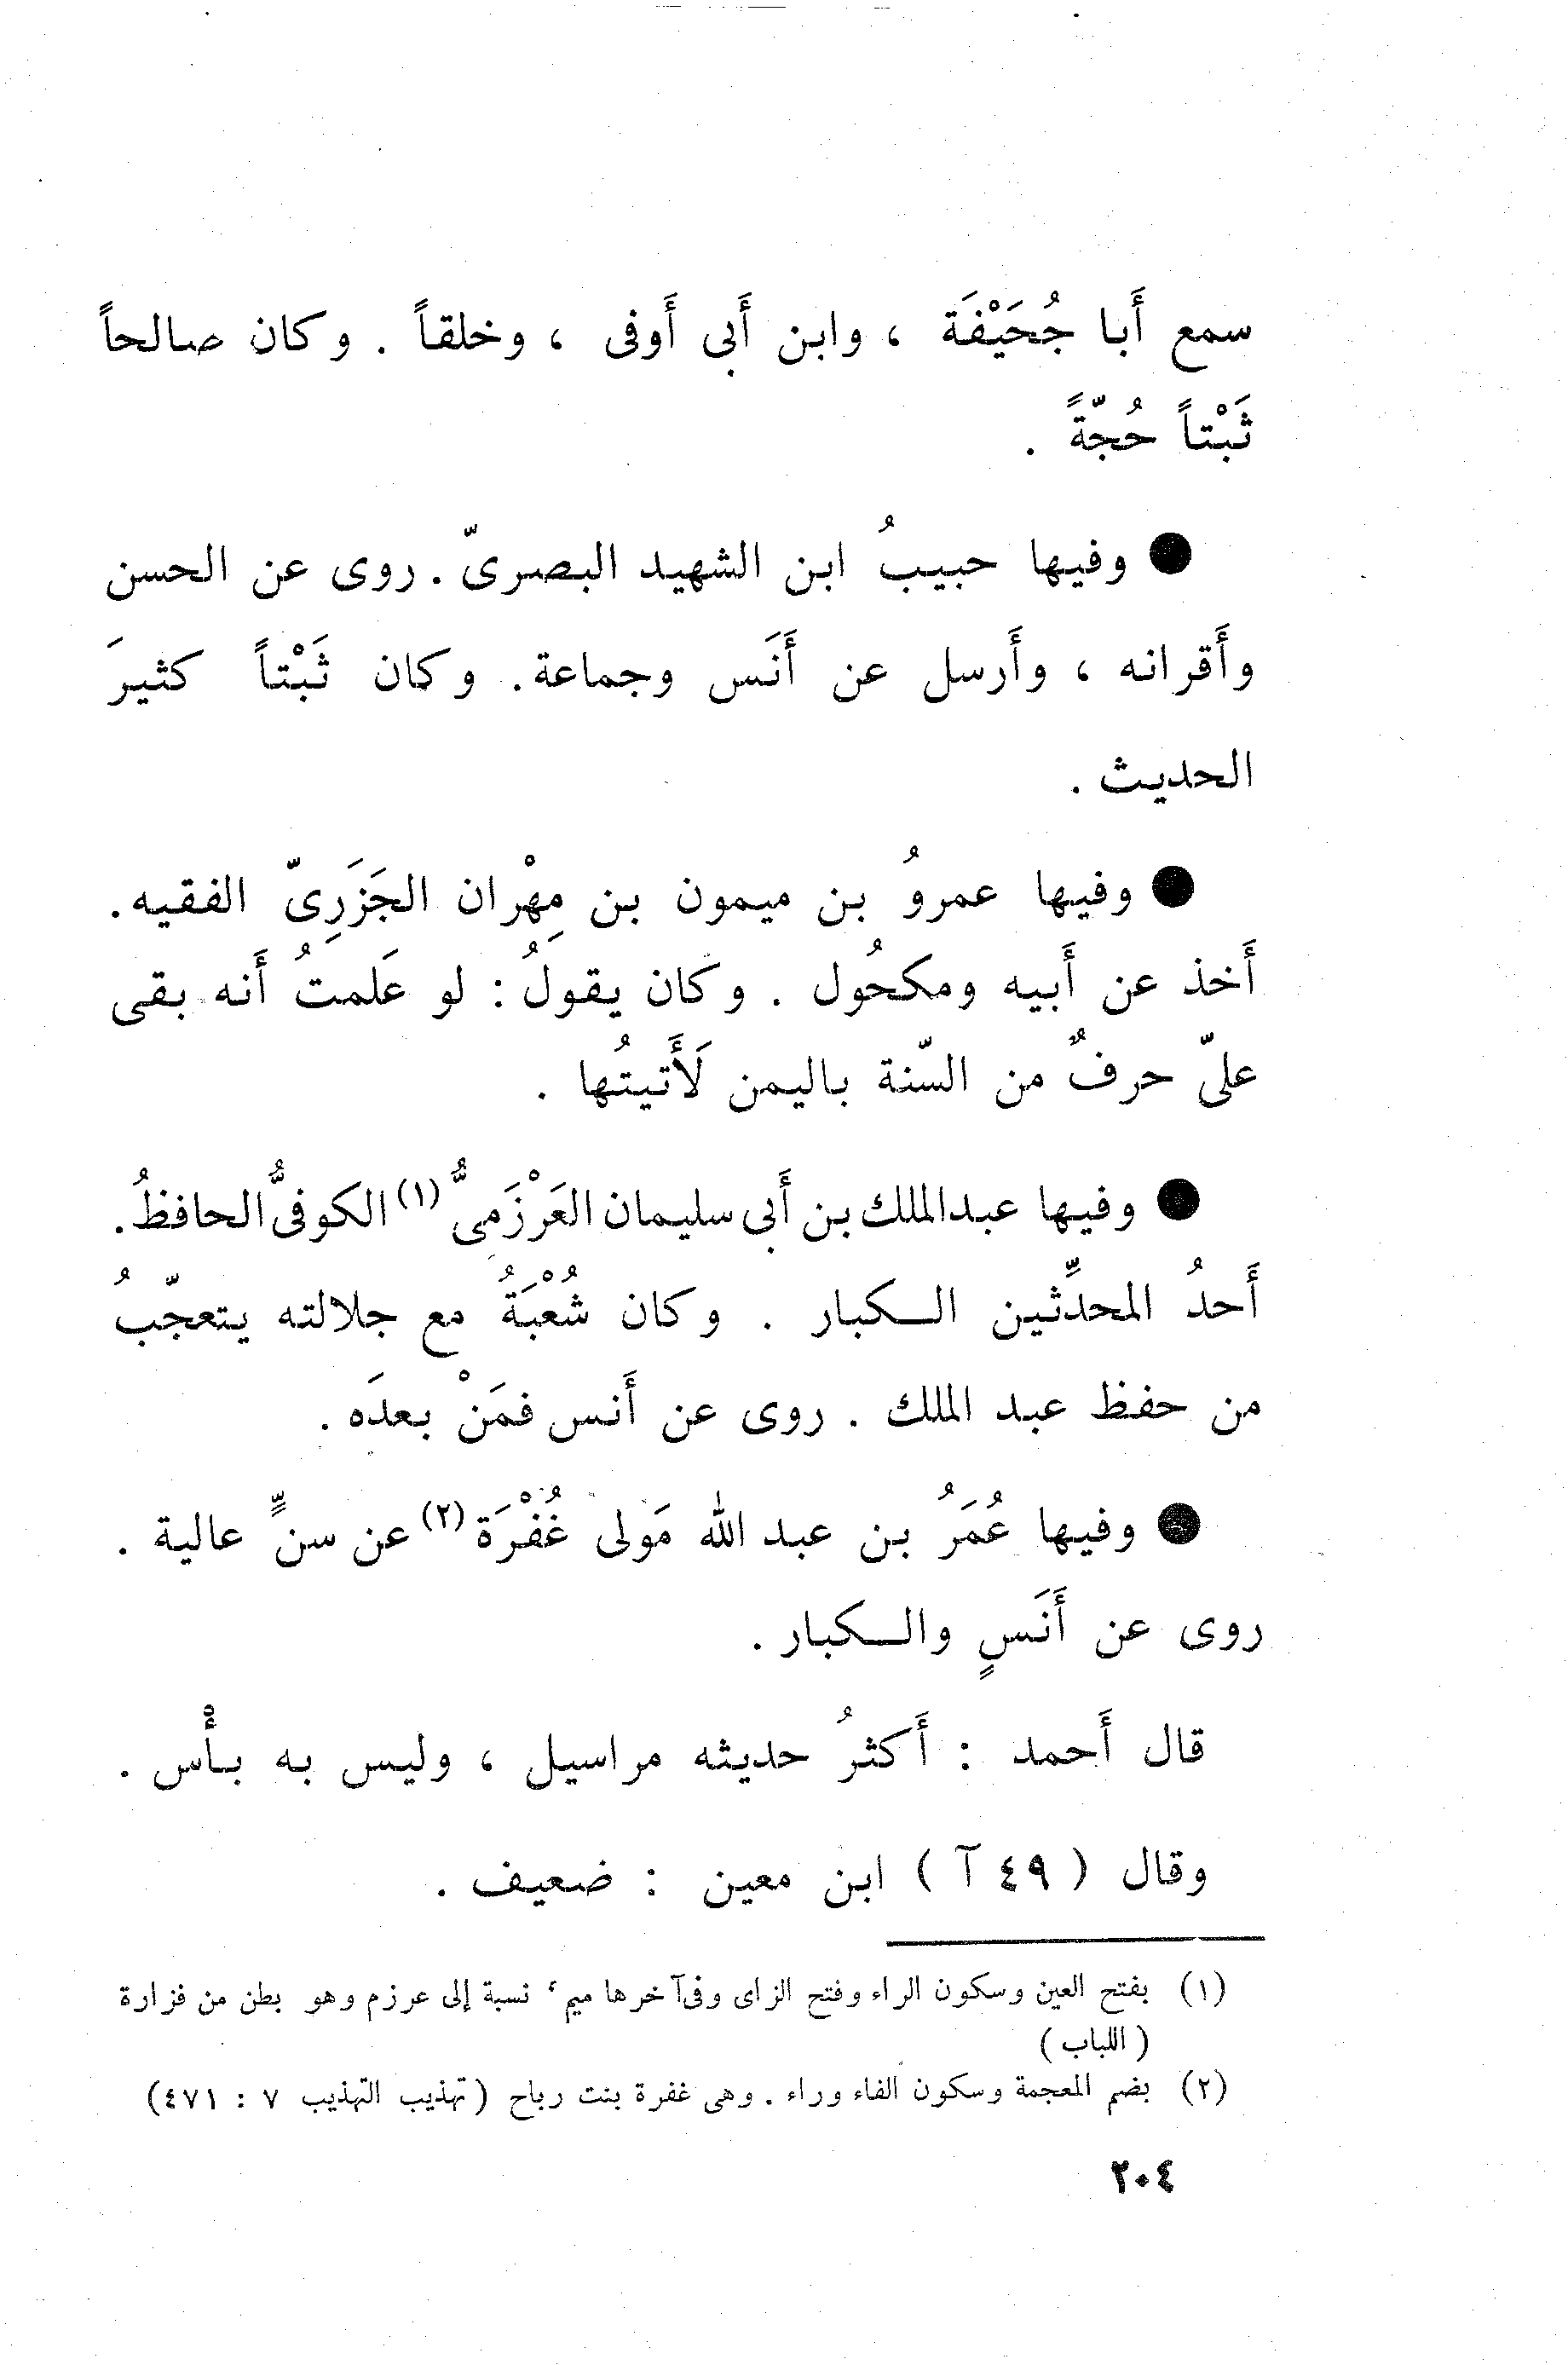 سمع أَبا جُحَيْفَة ، وابن أَبى أَوفى ، وخلقاً . وكان صالحاً
ثَبْتاً حُجّةً .
● وفيها حبيبُ ابن الشهيد البصرىّ . روى عن الحسن
وأَقرانه ، وأَرسل عن أَنَس وجماعة . وكان ثَبْتاً كثيرَ
الحديث .
● وفيها عمروُ بن ميمون بن مِهْران الجَزَرِىّ الفقيه .
أَخذ عن أَبيه ومكحُول . وكان يقولُ : لو عَلمتُ أَنه بقى
علىّ حرفٌ من السّنة باليمن لَأَتيتُها .
● وفيها عبدالملك بن أَبى سليمان العَرْزَمىُّ (١) الكوفىُّ الحافظُ .
أَحدُ المحدِّثين الكبار . وكان شُعْبَةُ مع جلالته يتعجّبُ
من حفظ عبد الملك . روى عن أَنس فمَنْ بعدَه .
● وفيها عُمَرُ بن عبد الله مَولى غُفْرَة (٢) عن سنٍّ عالية .
روى عن أَنَسٍ والكبار .
قال أَحمد : أَكثرُ حديثه مراسيل ، وليس به بأْس .
وقال ( ٤٩ آ ) ابن معين : ضعيف .
(١) بفتح العين وسكون الراء وفتح الزاى وفى آخرها ميم ، نسبة إلى عرزم وهو بطن من فزارة
( اللباب )
(٢) بضم المعجمة وسكون الفاء وراء . وهى غفرة بنت رباح ( تهذيب التهذيب ٧ : ٤٧١)
٢٠٤